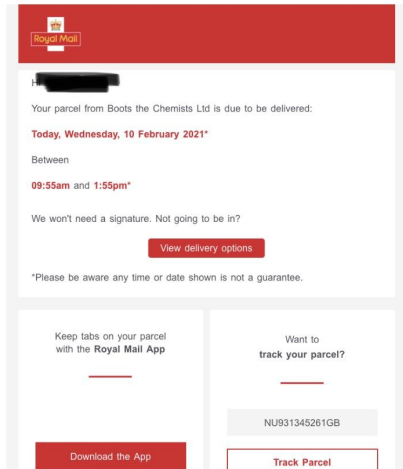 Royal Mail
Your parcel from Boots the Chemists Ltd is due to be delivered:
Today, Wednesday, 10 February 2021*
Between
09:55am and 1:55pm*
We won't need a signature. Not going to be in?
View delivery options
*Please be aware any time or date shown is not a guarantee.
Keep tabs on your parcel
with the Royal Mail App
Download the App
Want to
track your parcel?
NU931345261GB
Track Parcel